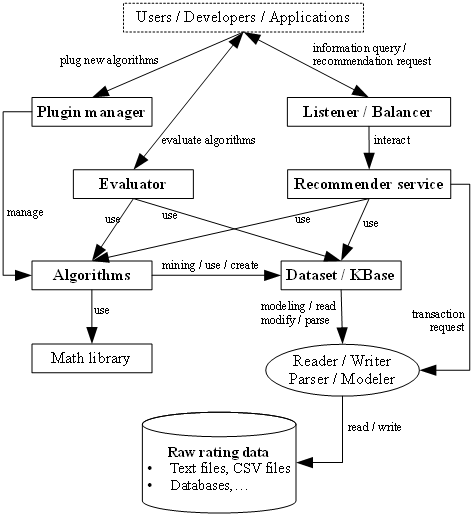 Users / Developers / Applications
plug new algorithms
information query /
recommendation request
Plugin manager
Listener / Balancer
evaluate algorithms
interact
Evaluator
Recommender service
manage
use
use
use
use
Algorithms
mining / use / create
Dataset / KBase
use
modeling / read
modify / parse
transaction
request
Math library
Reader / Writer
Parser / Modeler
read / write
Raw rating data
• Text files, CSV files
• Databases,…